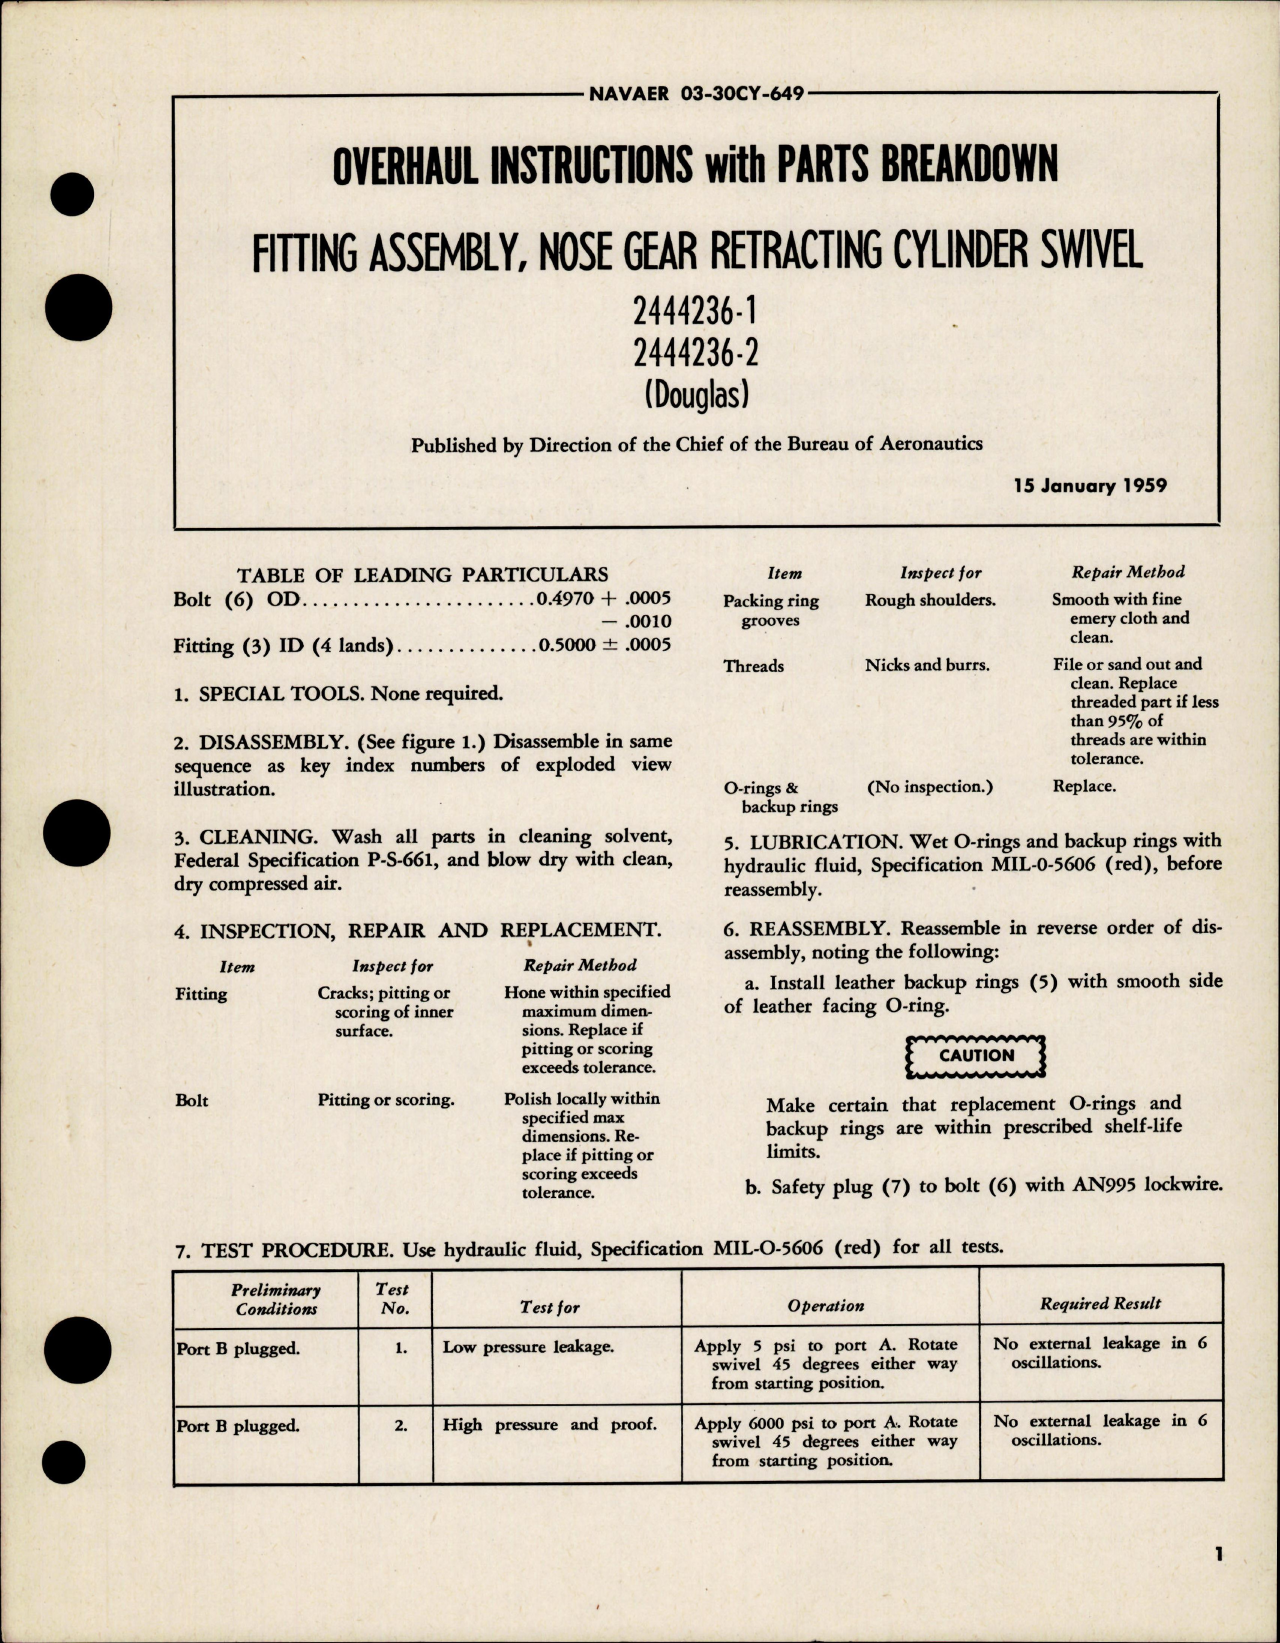 NAVAER 03-30CY-649
OVERHAUL INSTRUCTIONS with PARTS BREAKDOWN
FITTING ASSEMBLY, NOSE GEAR RETRACTING CYLINDER SWIVEL
2444236-1
2444236-2
(Douglas)
Published by Direction of the Chief of the Bureau of Aeronautics
15 January 1959
TABLE OF LEADING PARTICULARS
Bolt (6) OD.......................0.4970 + .0005
− .0010
Fitting (3) ID (4 lands)..............0.5000 ± .0005
1. SPECIAL TOOLS. None required.
2. DISASSEMBLY. (See figure 1.) Disassemble in same
sequence as key index numbers of exploded view
illustration.
3. CLEANING. Wash all parts in cleaning solvent,
Federal Specification P-S-661, and blow dry with clean,
dry compressed air.
4. INSPECTION, REPAIR AND REPLACEMENT.
Item Inspect for Repair Method
Fitting Cracks; pitting or Hone within specified
scoring of inner maximum dimen-
surface. sions. Replace if
pitting or scoring
exceeds tolerance.
Bolt Pitting or scoring. Polish locally within
specified max
dimensions. Re-
place if pitting or
scoring exceeds
tolerance.
Item Inspect for Repair Method
Packing ring Rough shoulders. Smooth with fine
grooves emery cloth and
clean.
Threads Nicks and burrs. File or sand out and
clean. Replace
threaded part if less
than 95% of
threads are within
tolerance.
O-rings & (No inspection.) Replace.
backup rings
5. LUBRICATION. Wet O-rings and backup rings with
hydraulic fluid, Specification MIL-0-5606 (red), before
reassembly.
6. REASSEMBLY. Reassemble in reverse order of dis-
assembly, noting the following:
a. Install leather backup rings (5) with smooth side
of leather facing O-ring.
CAUTION
Make certain that replacement O-rings and
backup rings are within prescribed shelf-life
limits.
b. Safety plug (7) to bolt (6) with AN995 lockwire.
7. TEST PROCEDURE. Use hydraulic fluid, Specification MIL-O-5606 (red) for all tests.
Preliminary Test
Conditions No. Test for Operation Required Result
Port B plugged. 1. Low pressure leakage. Apply 5 psi to port A. Rotate No external leakage in 6
swivel 45 degrees either way oscillations.
from starting position.
Port B plugged. 2. High pressure and proof. Apply 6000 psi to port A. Rotate No external leakage in 6
swivel 45 degrees either way oscillations.
from starting position.
1